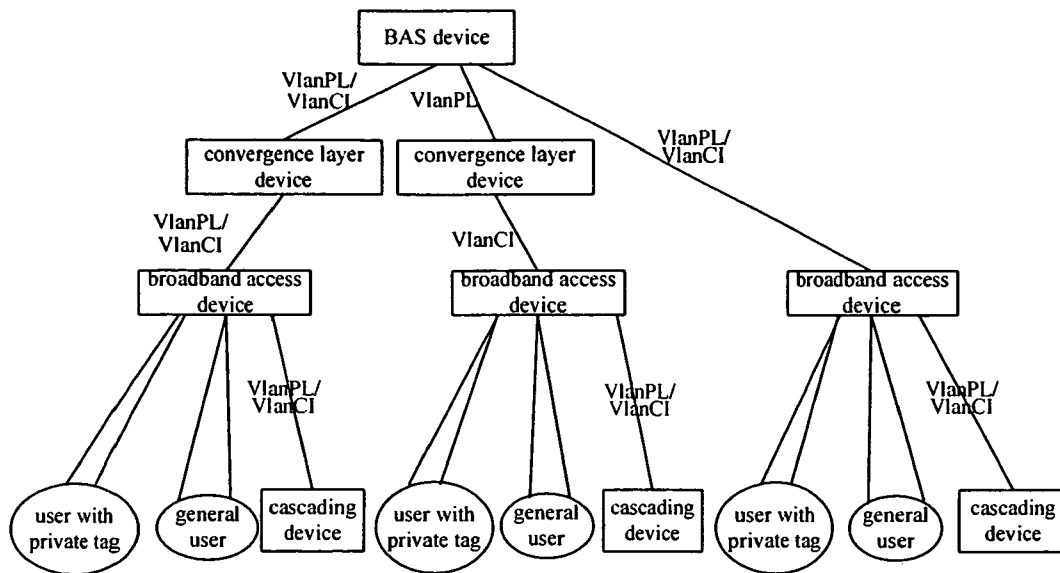 BAS device
VlanPL/
VlanCI
VlanPL
VlanPL/
VlanCI
convergence layer
device
convergence layer
device
VlanPL/
VlanCI
VlanCI
broadband access
device
broadband access
device
broadband access
device
VlanPL/
VlanCI
VlanPL/
VlanCI
VlanPL/
VlanCI
user with
private tag
general
user
cascading
device
user with
private tag
general
user
cascading
device
user with
private tag
general
user
cascading
device